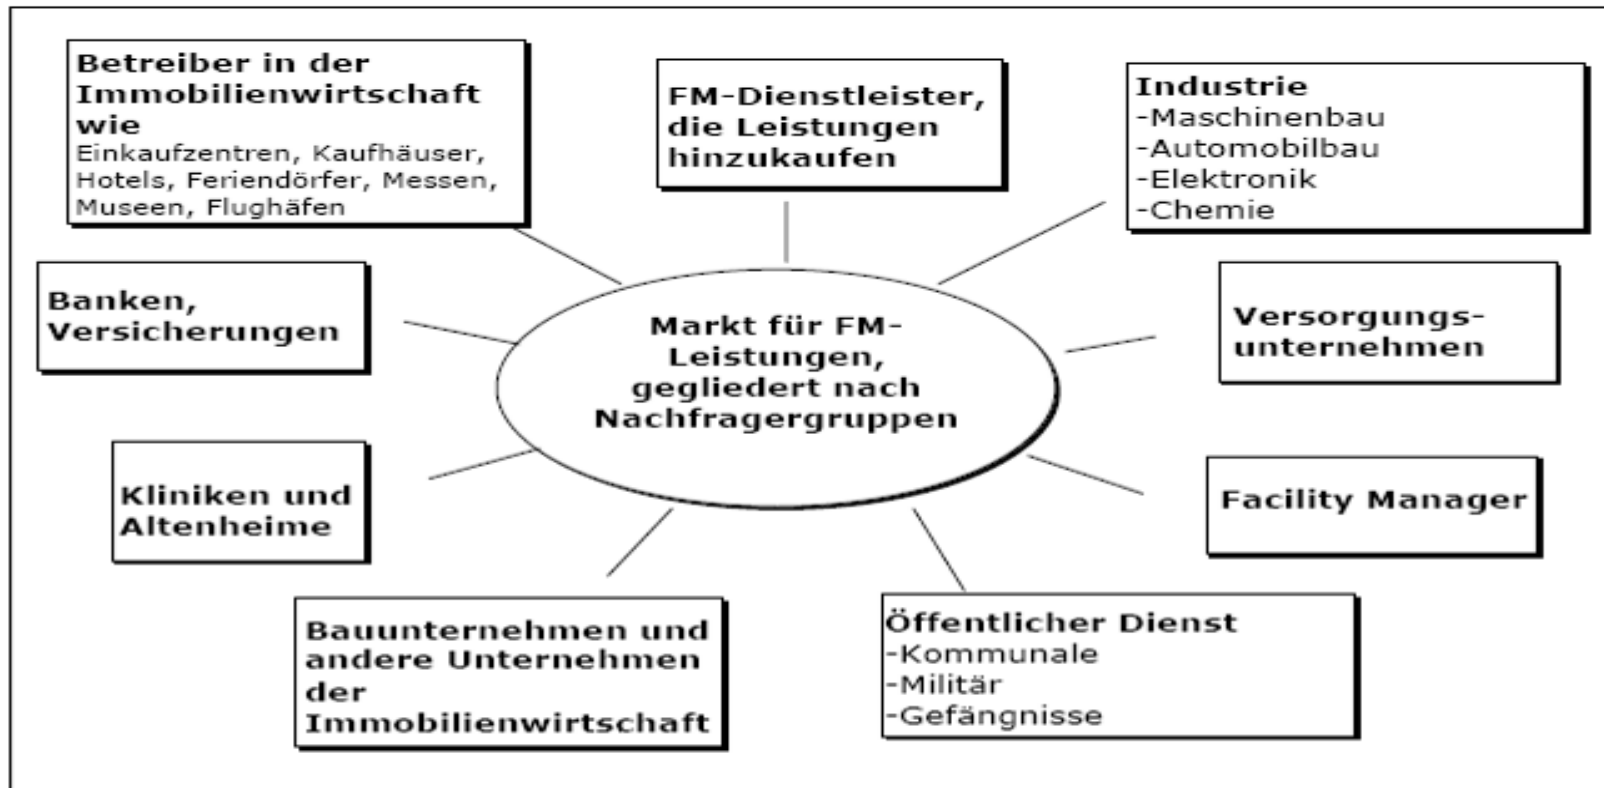 Betreiber in der
Immobilienwirtschaft
wie
Einkaufzentren, Kaufhäuser,
Hotels, Feriendörfer, Messen,
Museen, Flughäfen
FM-Dienstleister,
die Leistungen
hinzukaufen
Industrie
-Maschinenbau
-Automobilbau
-Elektronik
-Chemie
Banken,
Versicherungen
Markt für FM-
Leistungen,
gegliedert nach
Nachfragergruppen
Versorgungs-
unternehmen
Kliniken und
Altenheime
Facility Manager
Bauunternehmen und
andere Unternehmen
der
Immobilienwirtschaft
Öffentlicher Dienst
-Kommunale
-Militär
-Gefängnisse